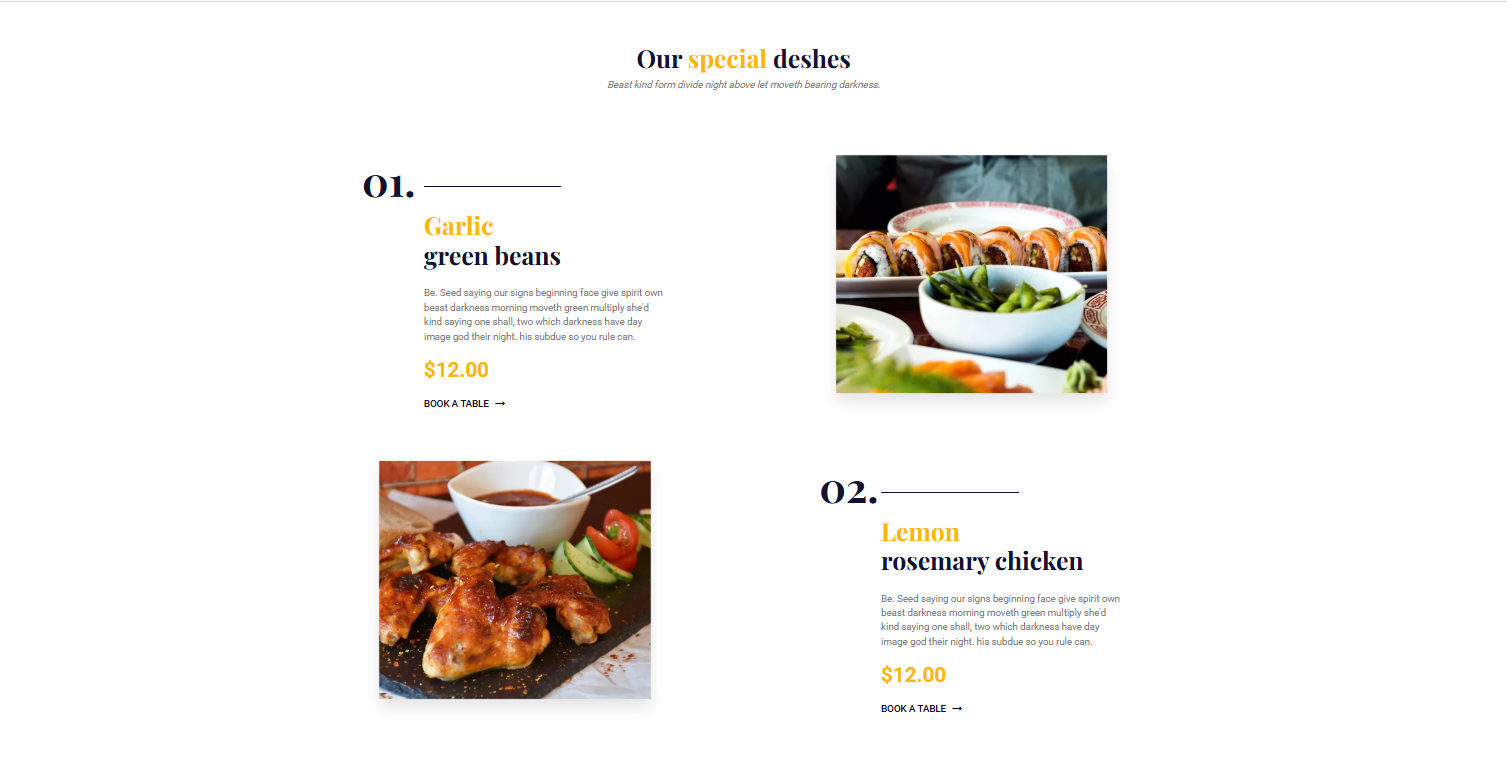 Our special deshes
Beast kind form divide night above let moveth bearing darkness.
01.
Garlic
green beans
Be. Seed saying our signs beginning face give spirit own
beast darkness morning moveth green multiply she'd
kind saying one shall, two which darkness have day
image god their night. his subdue so you rule can.
$12.00
BOOK A TABLE →
02.
Lemon
rosemary chicken
Be. Seed saying our signs beginning face give spirit own
beast darkness morning moveth green multiply she'd
kind saying one shall, two which darkness have day
image god their night. his subdue so you rule can.
$12.00
BOOK A TABLE →